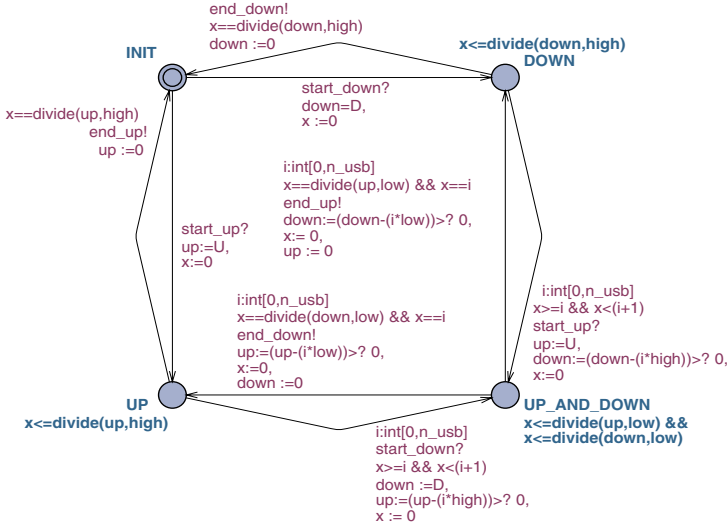 end_down!
x==divide(down,high)
down :=0
INIT
x<=divide(down,high)
DOWN
start_down?
down=D,
x :=0
x==divide(up,high)
end_up!
up :=0
i:int[0,n_usb]
x==divide(up,low) && x==i
end_up!
down:=(down-(i*low))>? 0,
x:= 0,
up := 0
start_up?
up:=U,
x:=0
i:int[0,n_usb]
x>=i && x<(i+1)
start_up?
up:=U,
down:=(down-(i*high))>? 0,
x:=0
i:int[0,n_usb]
x==divide(down,low) && x==i
end_down!
up:=(up-(i*low))>? 0,
x:=0,
down :=0
UP
x<=divide(up,high)
UP_AND_DOWN
x<=divide(up,low) &&
x<=divide(down,low)
i:int[0,n_usb]
start_down?
x>=i && x<(i+1)
down :=D,
up:=(up-(i*high))>? 0,
x := 0